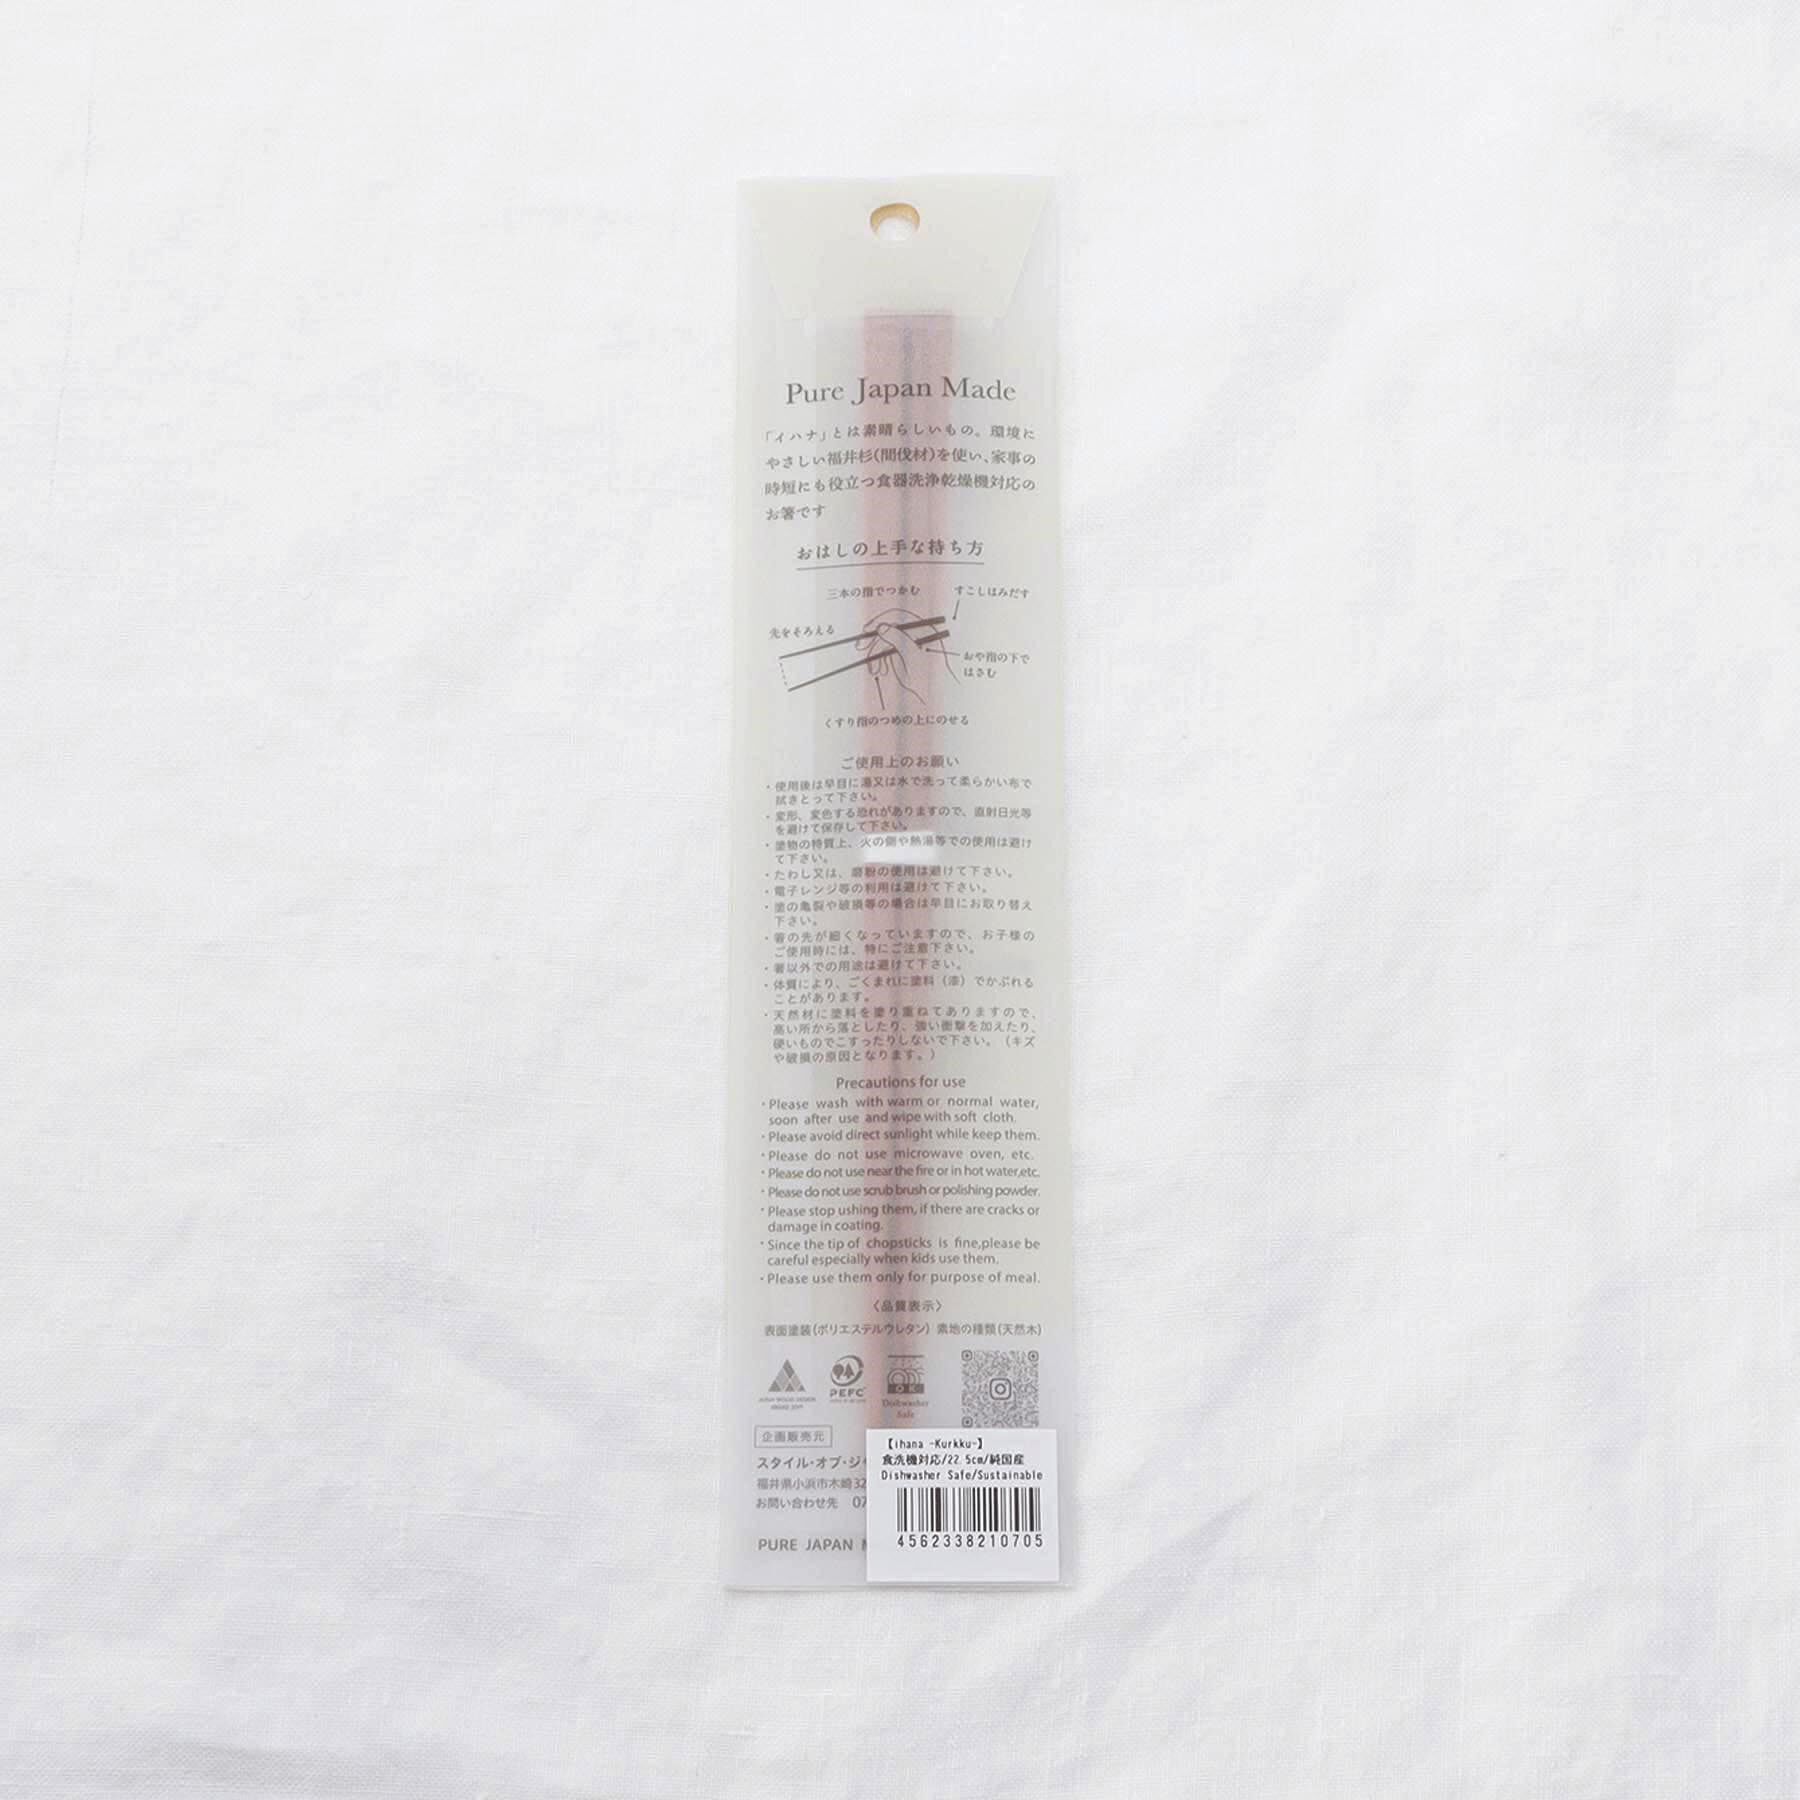 Pure Japan Made
「イハナ」とは素晴らしいもの。環境に
やさしい福井杉(間伐材)を使い、家事の
時短にも役立つ食器洗浄乾燥機対応の
お箸です
おはしの上手な持ち方
三本の指でつかむ
すこしはみだす
先をそろえる
おや指の下で
はさむ
くすり指のつめの上にのせる
ご使用上のお願い
・使用後は早目に湯又は水で洗って柔らかい布で
拭きとって下さい。
・変形、変色する恐れがありますので、直射日光等
を避けて保存して下さい。
・塗物の特質上、火の側や熱湯等での使用は避け
て下さい。
・たわし又は、磨粉の使用は避けて下さい。
・電子レンジ等の利用は避けて下さい。
・塗の亀裂や破損等の場合は早目にお取り替え
下さい。
・箸の先が細くなっていますので、お子様の
ご使用時には、特にご注意下さい。
・箸以外での用途は避けて下さい。
・体質により、ごくまれに塗料（漆）でかぶれる
ことがあります。
・天然材に塗料を塗り重ねてありますので、
高い所から落としたり、強い衝撃を加えたり、
硬いものでこすったりしないで下さい。（キズ
や破損の原因となります。）
Precautions for use
・Please wash with warm or normal water,
soon after use and wipe with soft cloth.
・Please avoid direct sunlight while keep them.
・Please do not use microwave oven, etc.
・Please do not use near the fire or in hot water,etc.
・Please do not use scrub brush or polishing powder.
・Please stop ushing them, if there are cracks or
damage in coating.
・Since the tip of chopsticks is fine,please be
careful especially when kids use them.
・Please use them only for purpose of meal.
〈品質表示〉
表面塗装(ポリエステルウレタン) 素地の種類(天然木)
JAPAN WOOD DESIGN
AWARD 2019
PEFC
OK
Dishwasher
Safe
企画販売元
スタイル・オブ・ジャ
福井県小浜市木崎32
お問い合わせ先 07
PURE JAPAN M
【ihana -Kurkku-】
食洗機対応/22.5cm/純国産
Dishwasher Safe/Sustainable
4562338210705